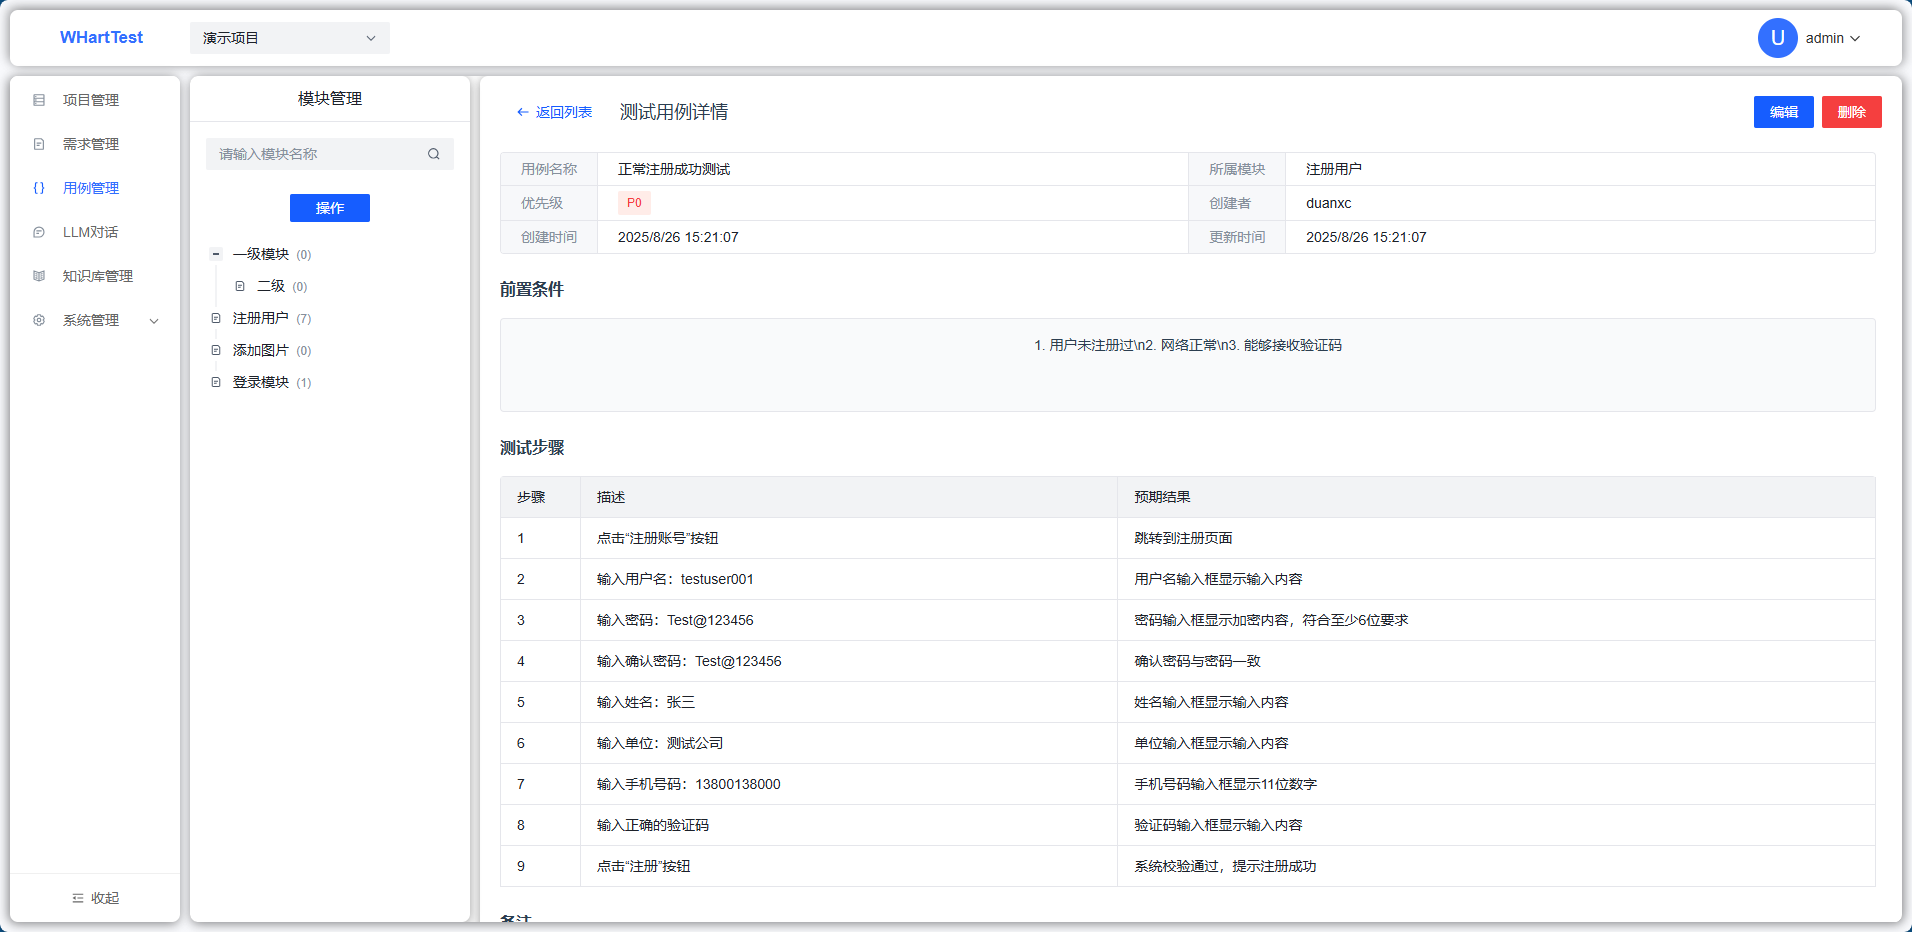 WHartTest
演示项目
U
admin
项目管理
需求管理
用例管理
LLM对话
知识库管理
系统管理
收起
模块管理
请输入模块名称
操作
一级模块 (0)
二级 (0)
注册用户 (7)
添加图片 (0)
登录模块 (1)
返回列表 测试用例详情
编辑 删除
用例名称 正常注册成功测试 所属模块 注册用户
优先级 P0 创建者 duanxc
创建时间 2025/8/26 15:21:07 更新时间 2025/8/26 15:21:07
前置条件
1. 用户未注册过\n2. 网络正常\n3. 能够接收验证码
测试步骤
步骤 描述 预期结果
1 点击“注册账号”按钮 跳转到注册页面
2 输入用户名：testuser001 用户名输入框显示输入内容
3 输入密码：Test@123456 密码输入框显示加密内容，符合至少6位要求
4 输入确认密码：Test@123456 确认密码与密码一致
5 输入姓名：张三 姓名输入框显示输入内容
6 输入单位：测试公司 单位输入框显示输入内容
7 输入手机号码：13800138000 手机号码输入框显示11位数字
8 输入正确的验证码 验证码输入框显示输入内容
9 点击“注册”按钮 系统校验通过，提示注册成功